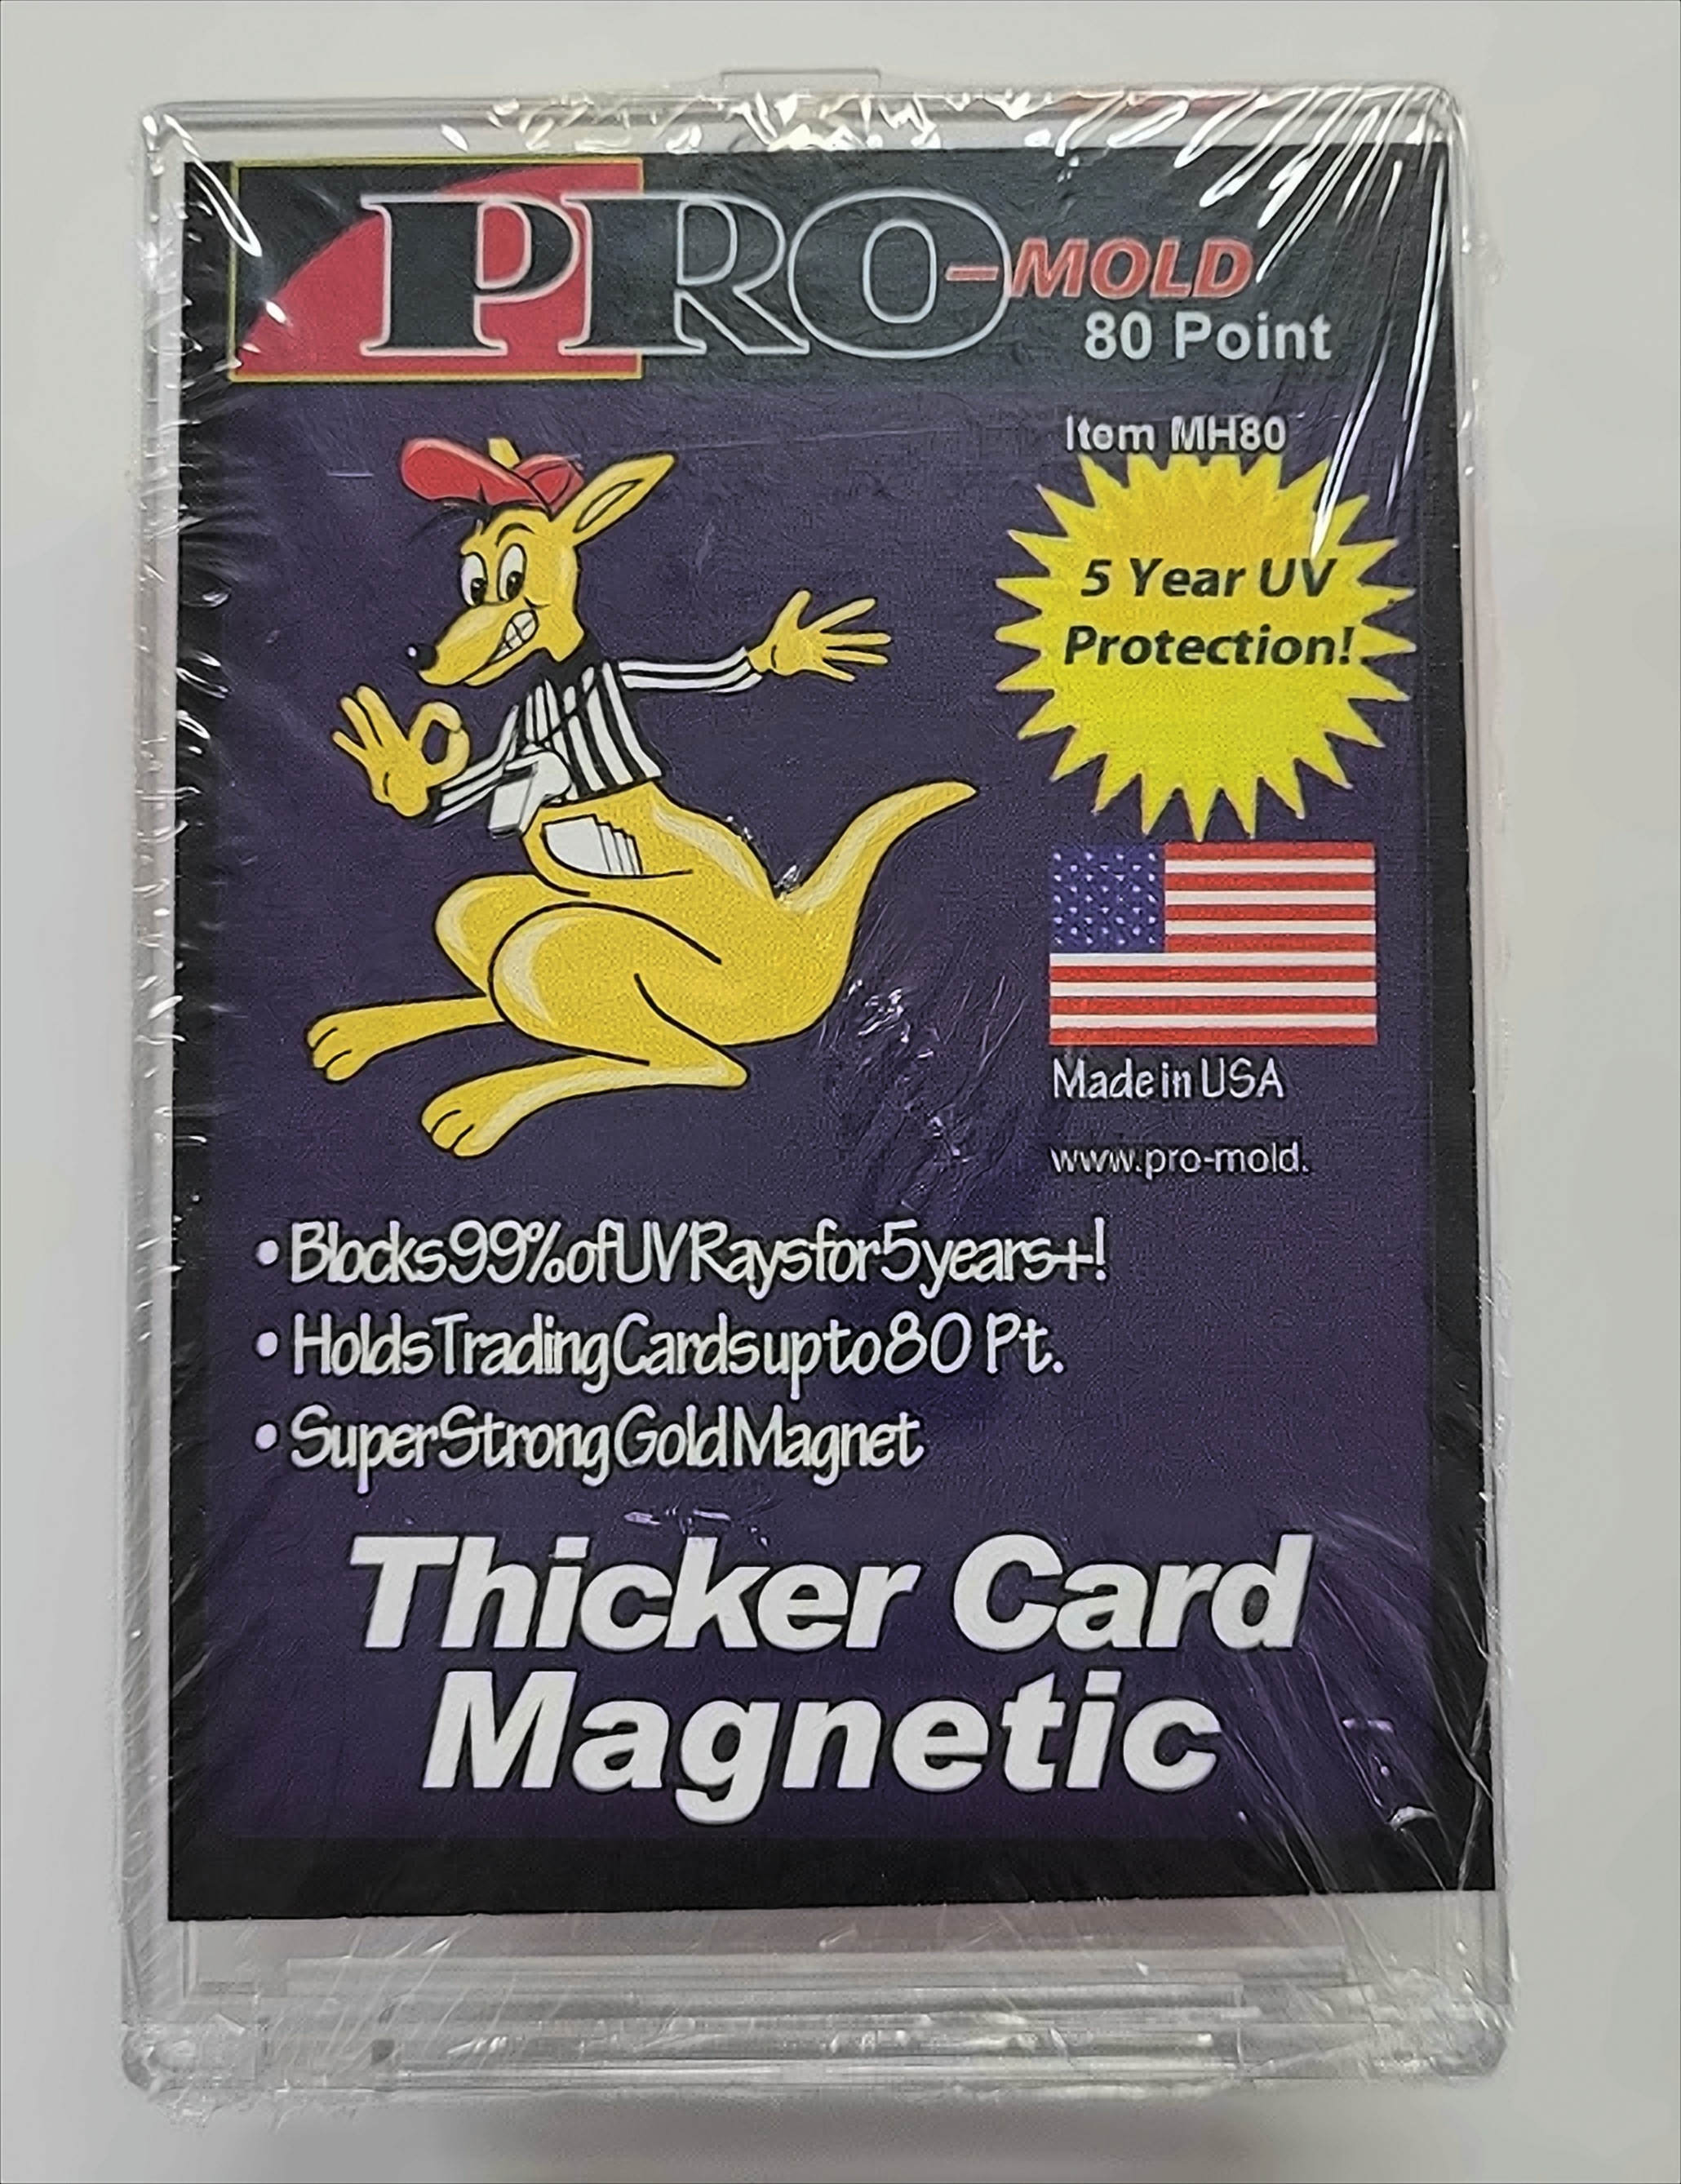 PRO-MOLD
80 Point
Item MH80
5 Year UV
Protection!
Made in USA
www.pro-mold.
• Blocks 99% of UV Rays for 5 years+!
• Holds Trading Cards up to 80 Pt.
• Super Strong Gold Magnet
Thicker Card
Magnetic